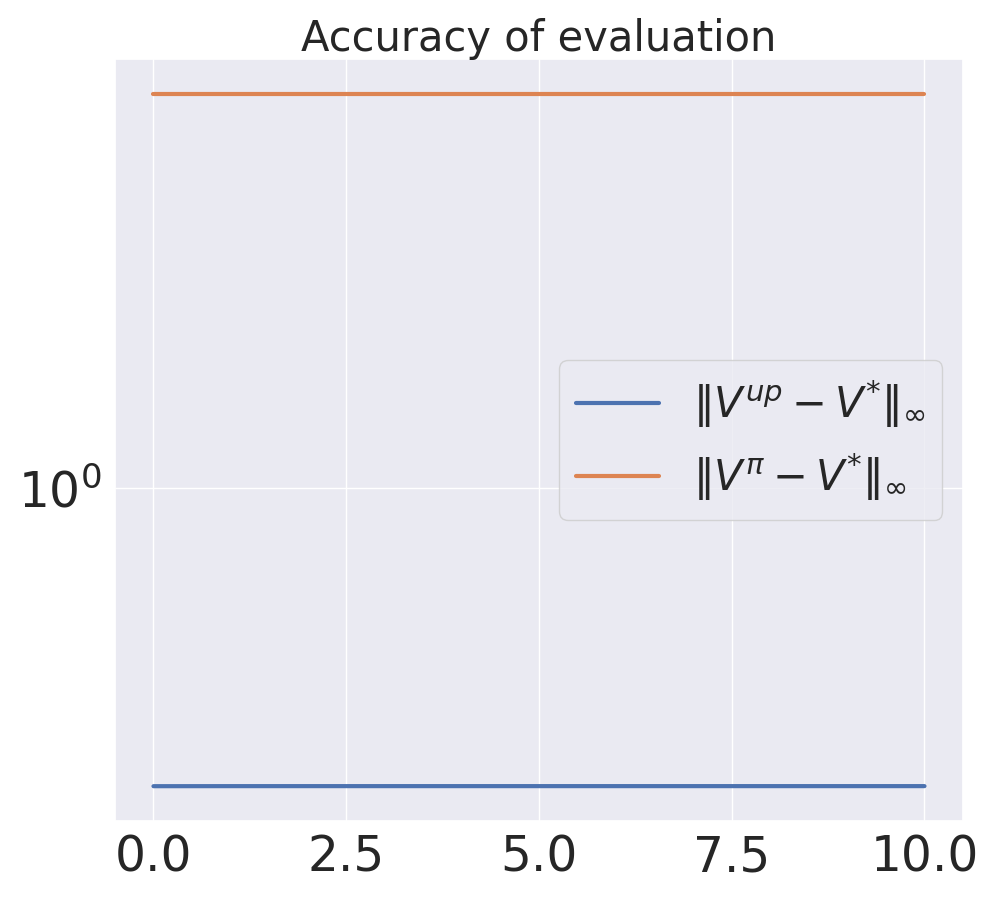 Accuracy of evaluation
‖V^{up} − V^*‖_∞
‖V^π − V^*‖_∞
10^0
0.0 2.5 5.0 7.5 10.0